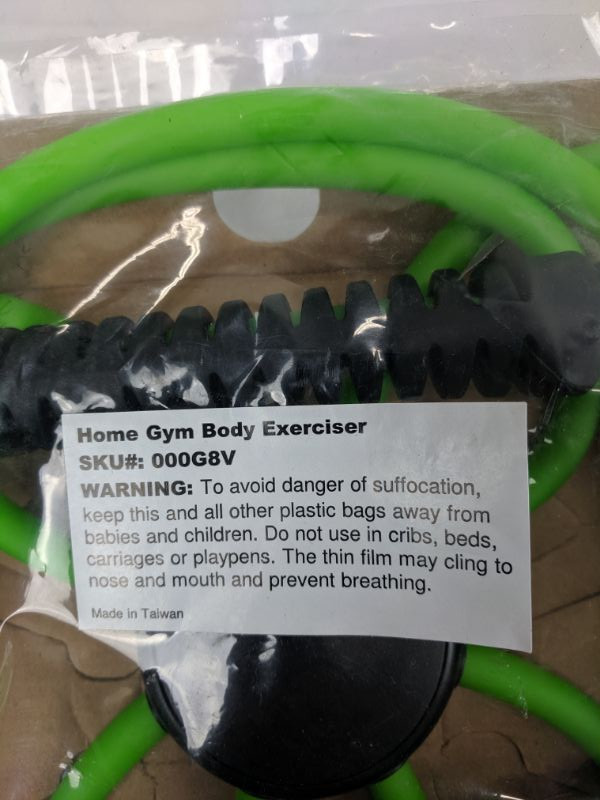 Home Gym Body Exerciser
SKU#: 000G8V
WARNING: To avoid danger of suffocation,
keep this and all other plastic bags away from
babies and children. Do not use in cribs, beds,
carriages or playpens. The thin film may cling to
nose and mouth and prevent breathing.
Made in Taiwan